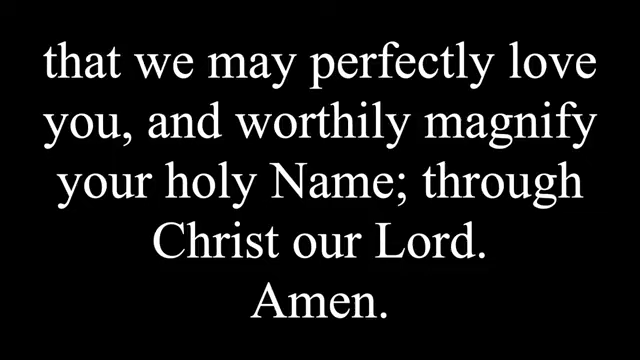 that we may perfectly love
you, and worthily magnify
your holy Name; through
Christ our Lord.
Amen.